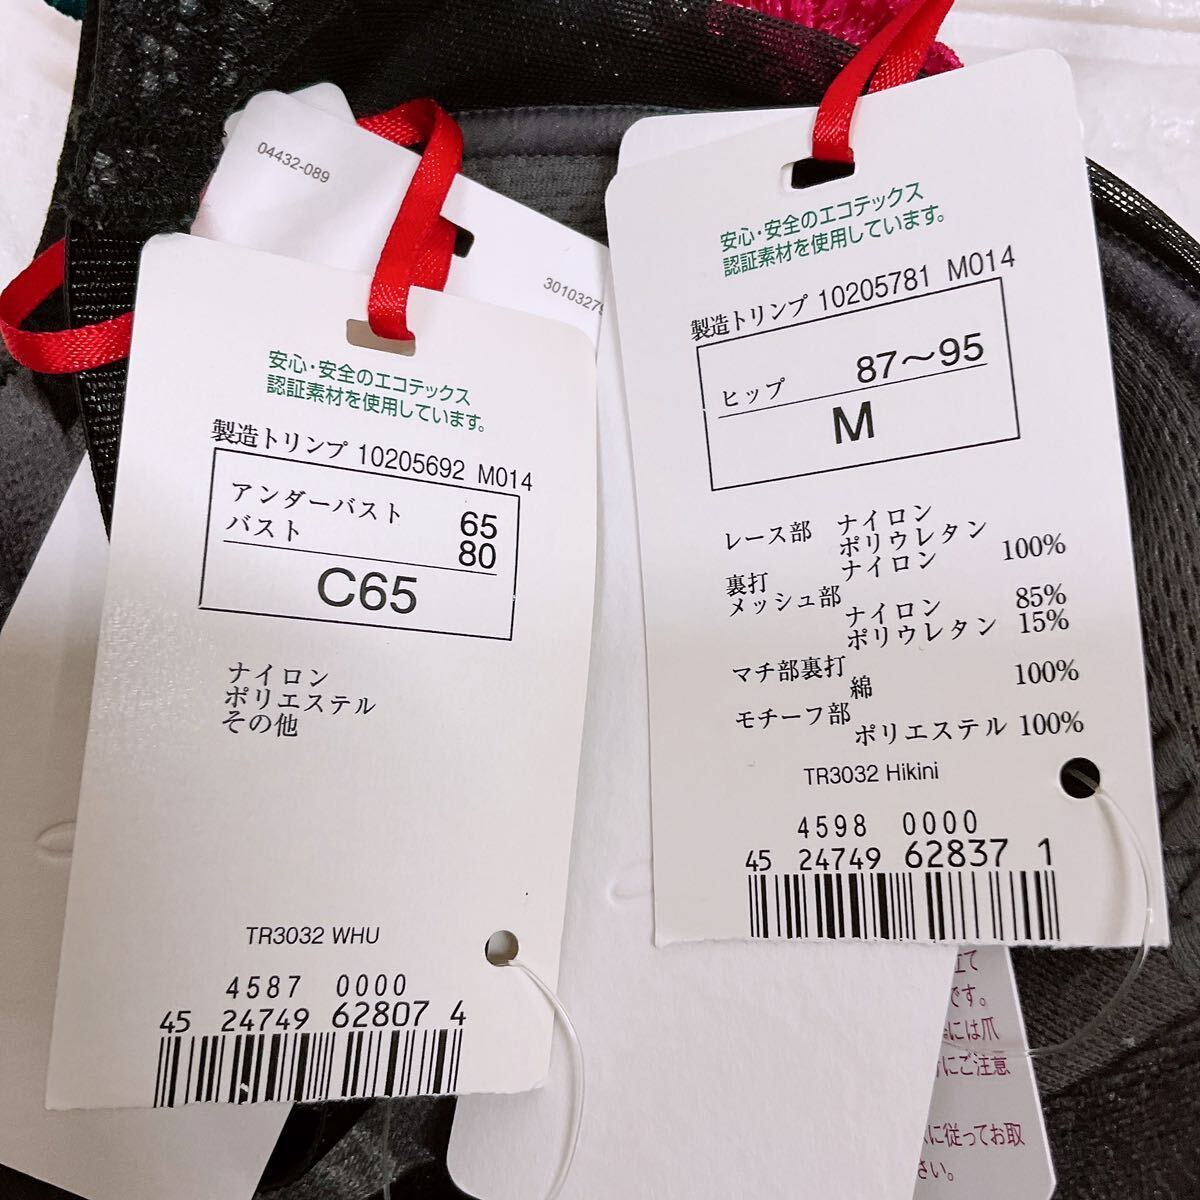 04432-089
3010327
安心・安全のエコテックス
認証素材を使用しています。
製造トリンプ 10205692 M014
アンダーバスト 65
バスト 80
C65
ナイロン
ポリエステル
その他
TR3032 WHU
4587 0000
45 24749 62807 4
安心・安全のエコテックス
認証素材を使用しています。
製造トリンプ 10205781 M014
ヒップ 87〜95
M
レース部 ナイロン
ポリウレタン
裏打 ナイロン 100%
メッシュ部 ナイロン 85%
ポリウレタン 15%
マチ部裏打 綿 100%
モチーフ部 ポリエステル 100%
TR3032 Hikini
4598 0000
45 24749 62837 1
立て
です。
には爪
にご注意
に従ってお取
さい。